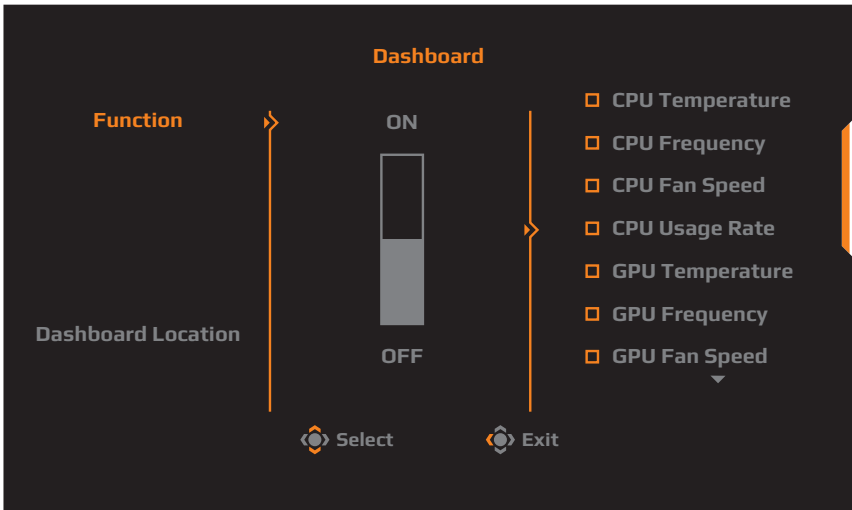 Dashboard
Function
ON
OFF
Dashboard Location
CPU Temperature
CPU Frequency
CPU Fan Speed
CPU Usage Rate
GPU Temperature
GPU Frequency
GPU Fan Speed
Select
Exit